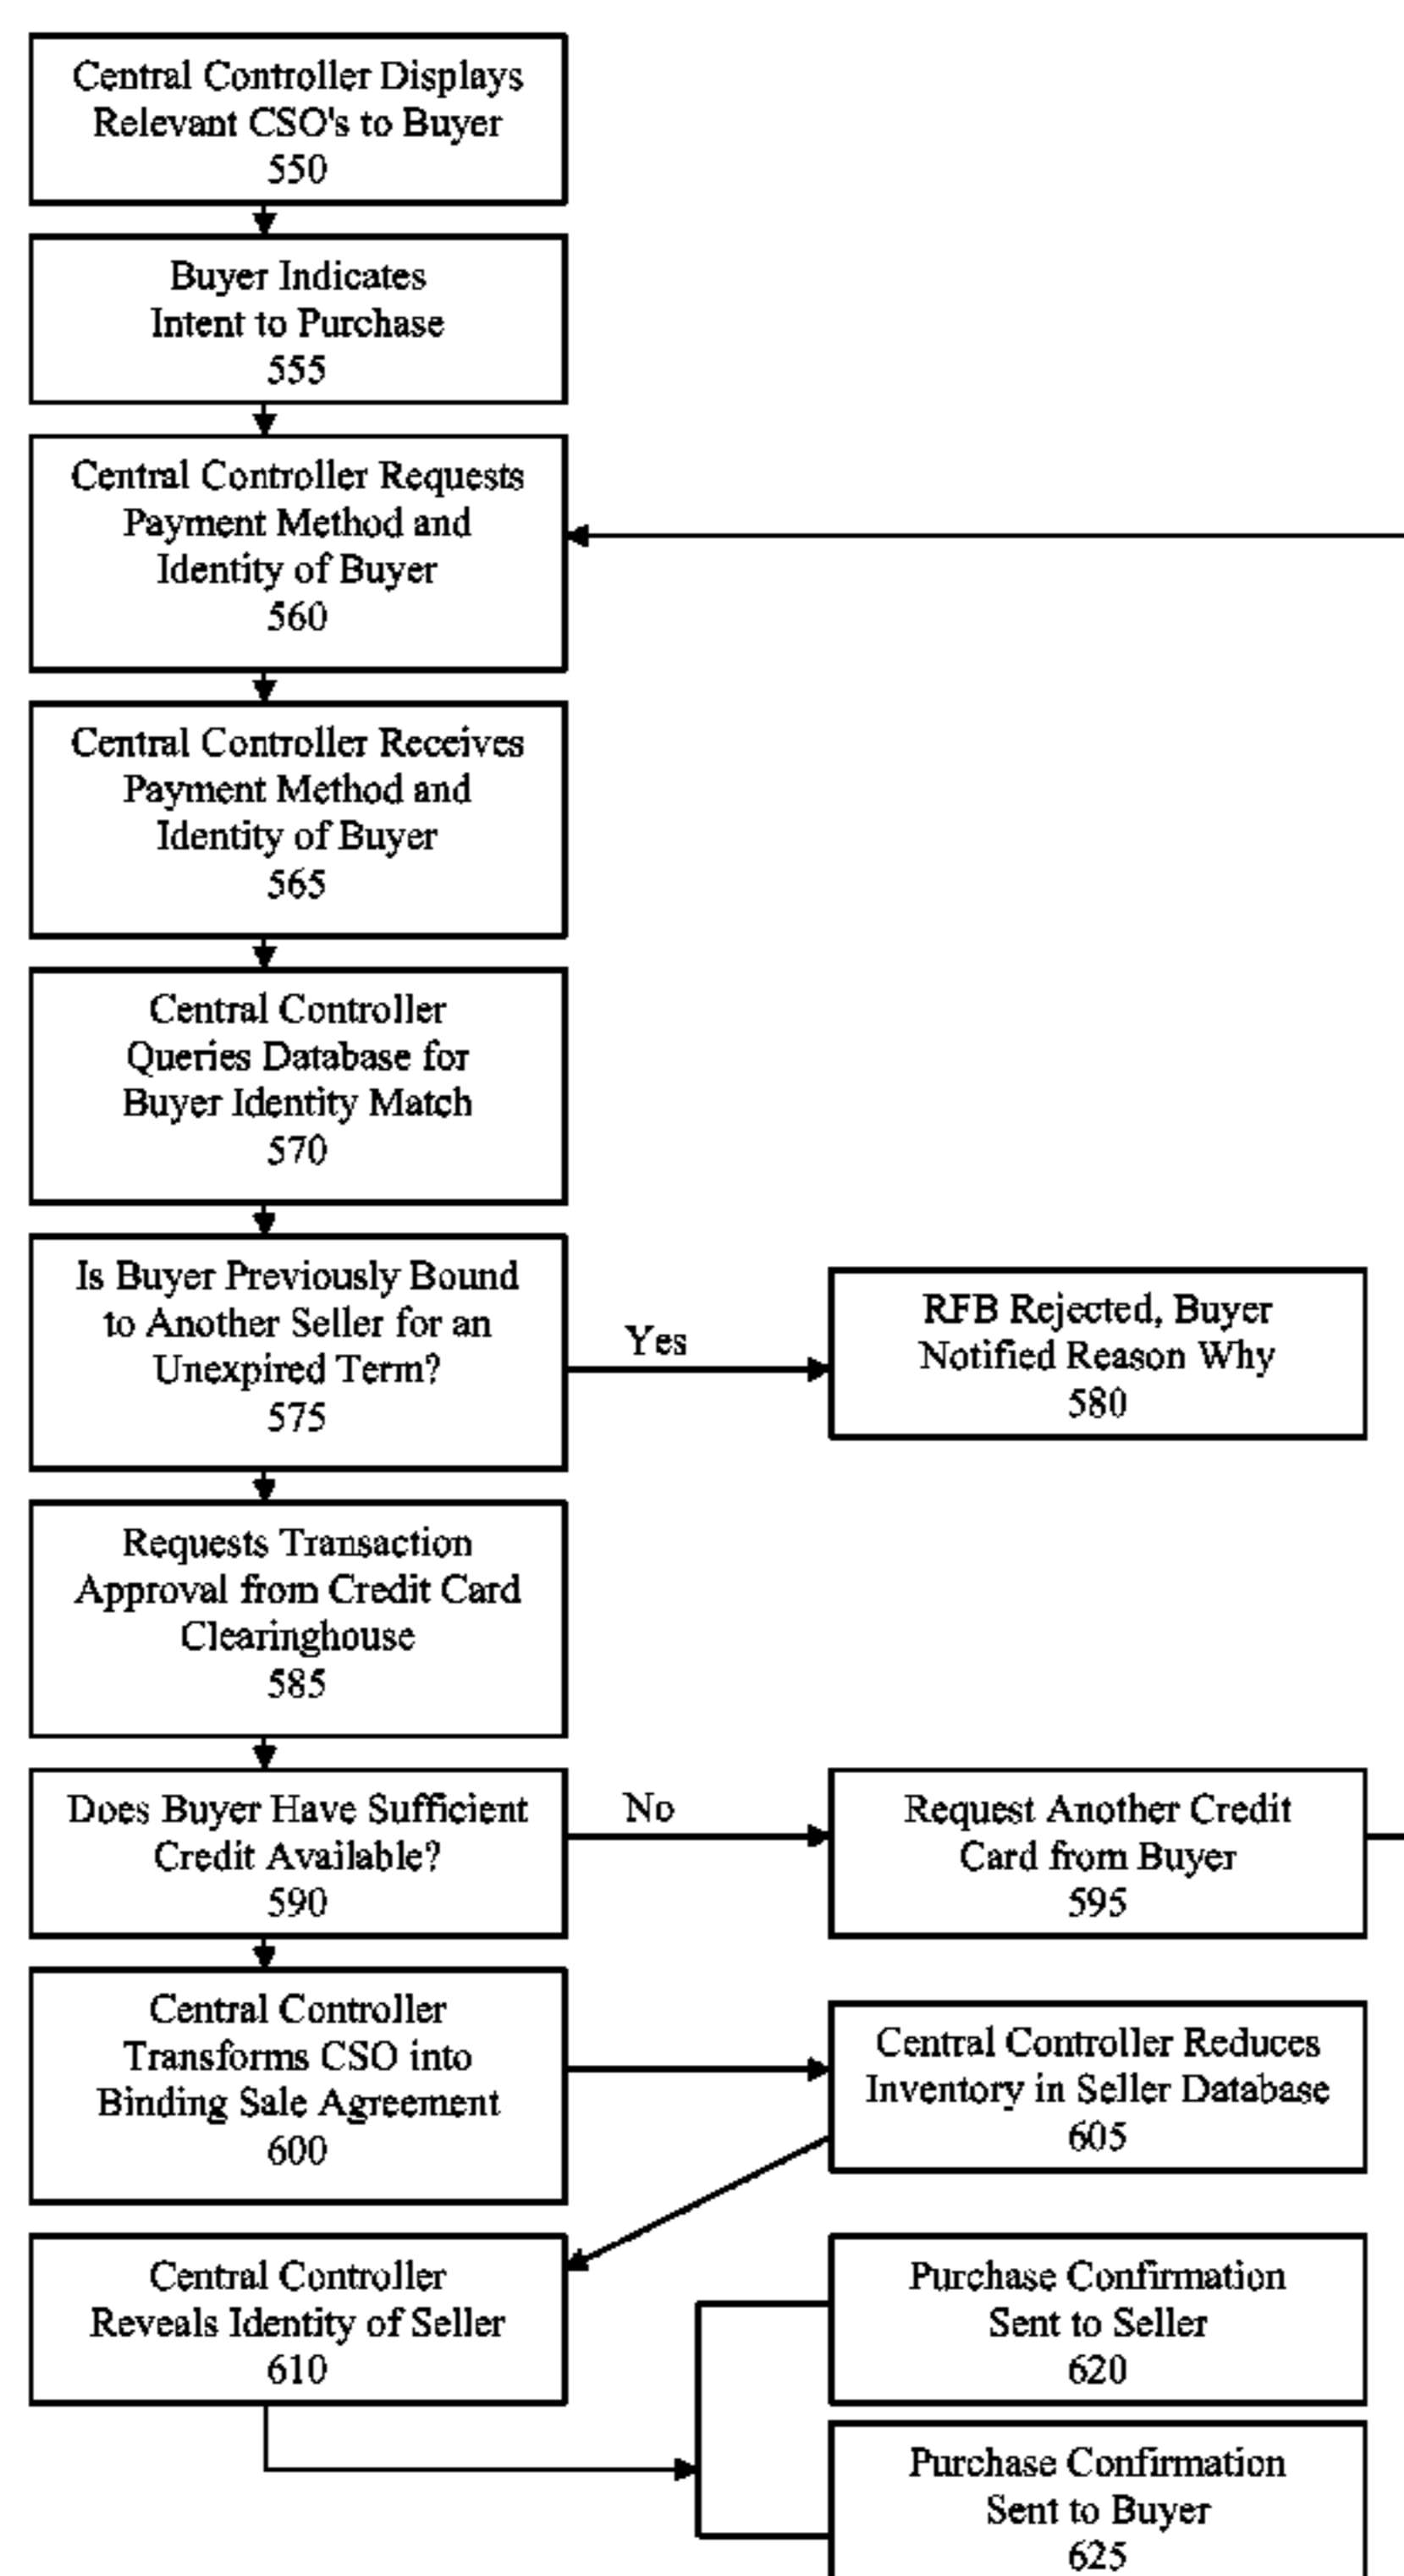 Central Controller Displays
Relevant CSO's to Buyer
550
Buyer Indicates
Intent to Purchase
555
Central Controller Requests
Payment Method and
Identity of Buyer
560
Central Controller Receives
Payment Method and
Identity of Buyer
565
Central Controller
Queries Database for
Buyer Identity Match
570
Is Buyer Previously Bound
to Another Seller for an
Unexpired Term?
575
Yes
RFB Rejected, Buyer
Notified Reason Why
580
Requests Transaction
Approval from Credit Card
Clearinghouse
585
Does Buyer Have Sufficient
Credit Available?
590
No
Request Another Credit
Card from Buyer
595
Central Controller
Transforms CSO into
Binding Sale Agreement
600
Central Controller Reduces
Inventory in Seller Database
605
Central Controller
Reveals Identity of Seller
610
Purchase Confirmation
Sent to Seller
620
Purchase Confirmation
Sent to Buyer
625